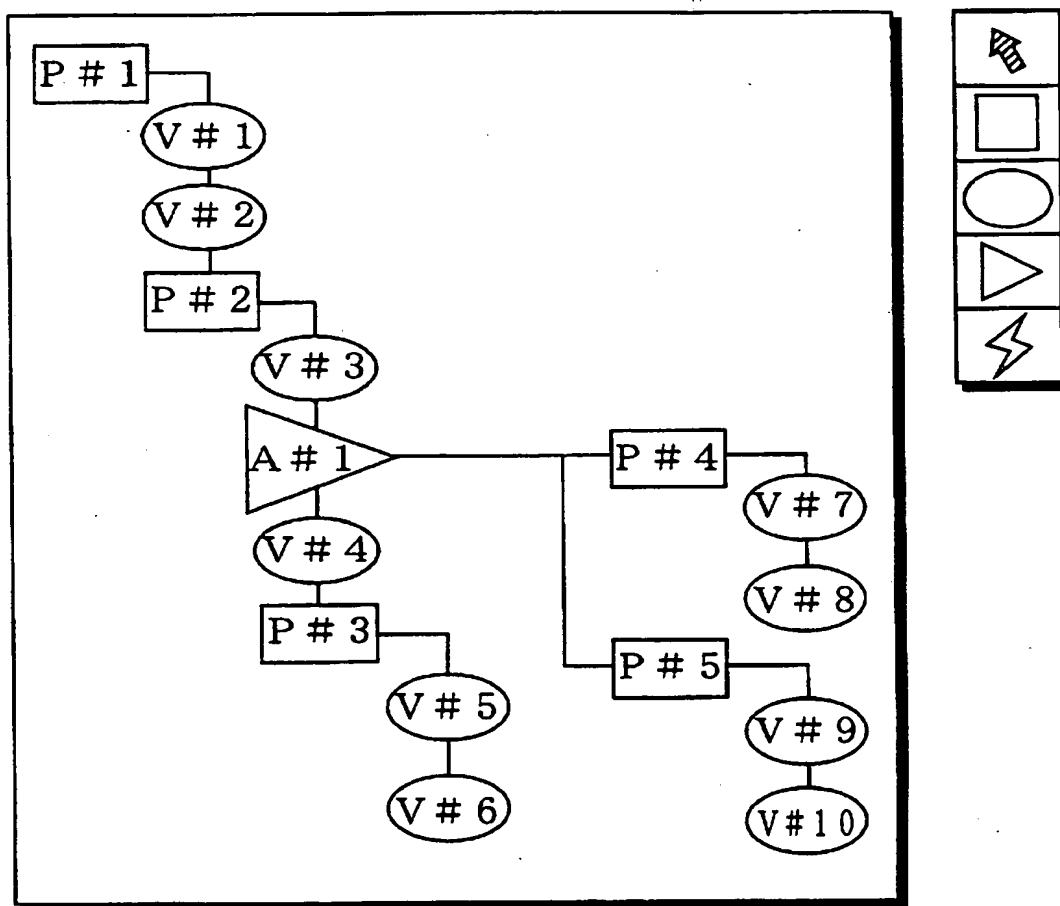 P # 1
V # 1
V # 2
P # 2
V # 3
A # 1
V # 4
P # 3
V # 5
V # 6
P # 4
V # 7
V # 8
P # 5
V # 9
V # 10